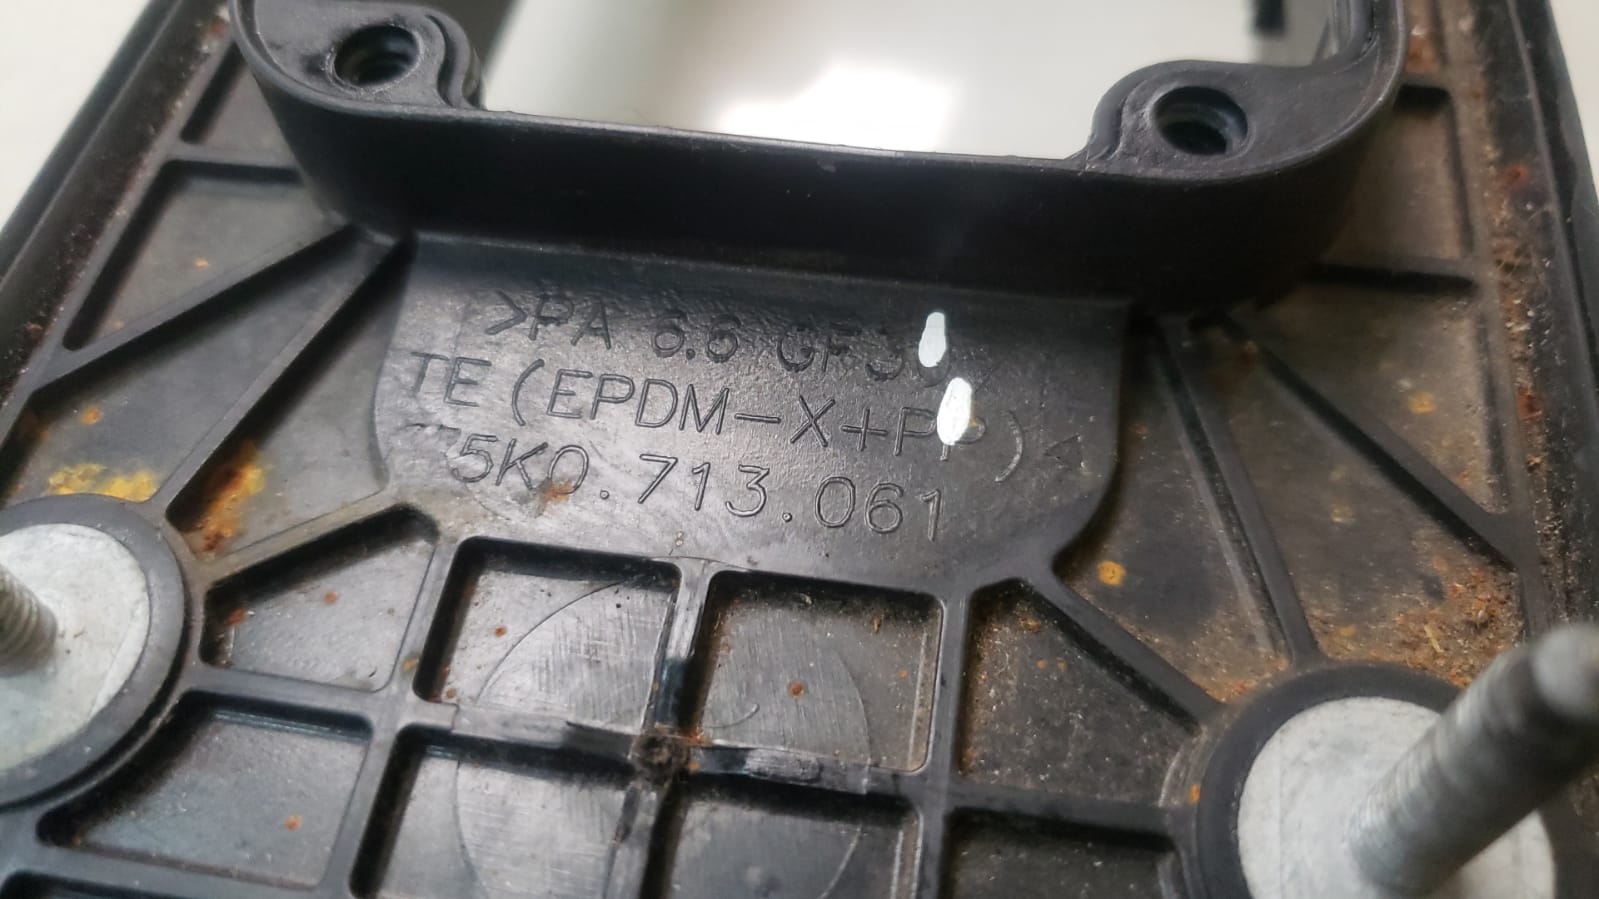 >PA 6.6 GF30<
TE (EPDM-X+PP)<
5K0.713.061